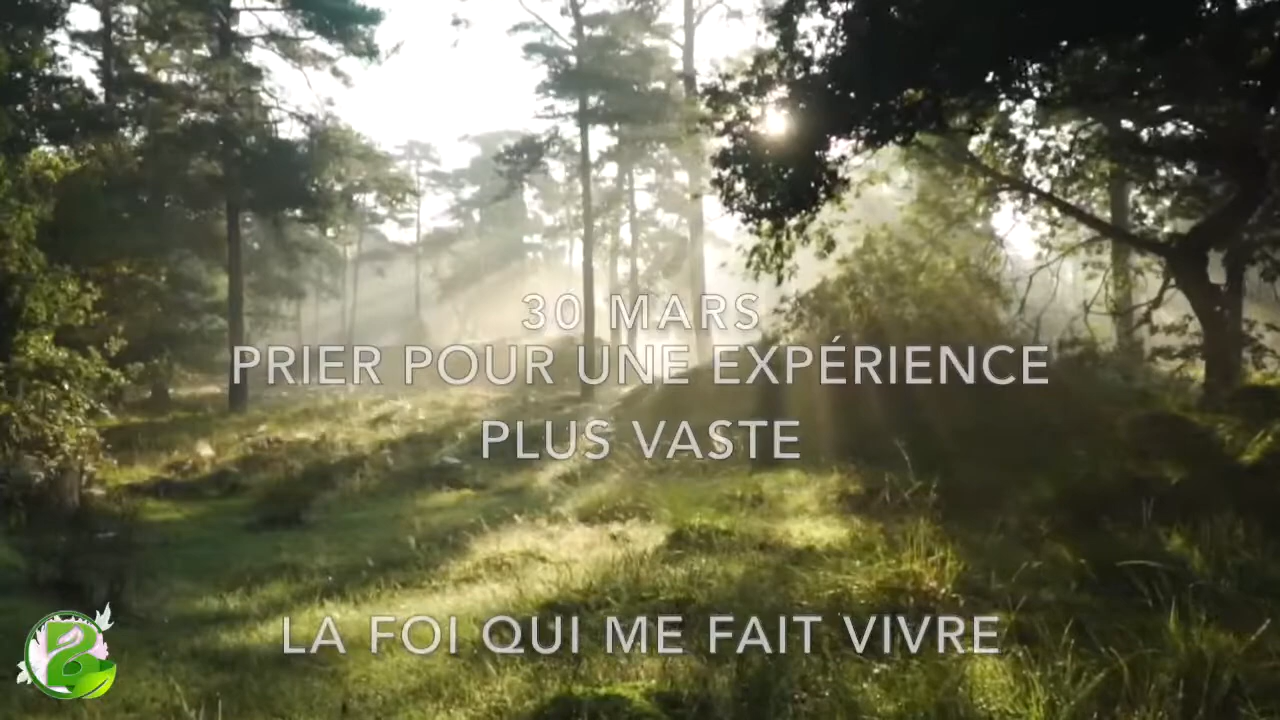 30 MARS
PRIER POUR UNE EXPÉRIENCE
PLUS VASTE
LA FOI QUI ME FAIT VIVRE
B